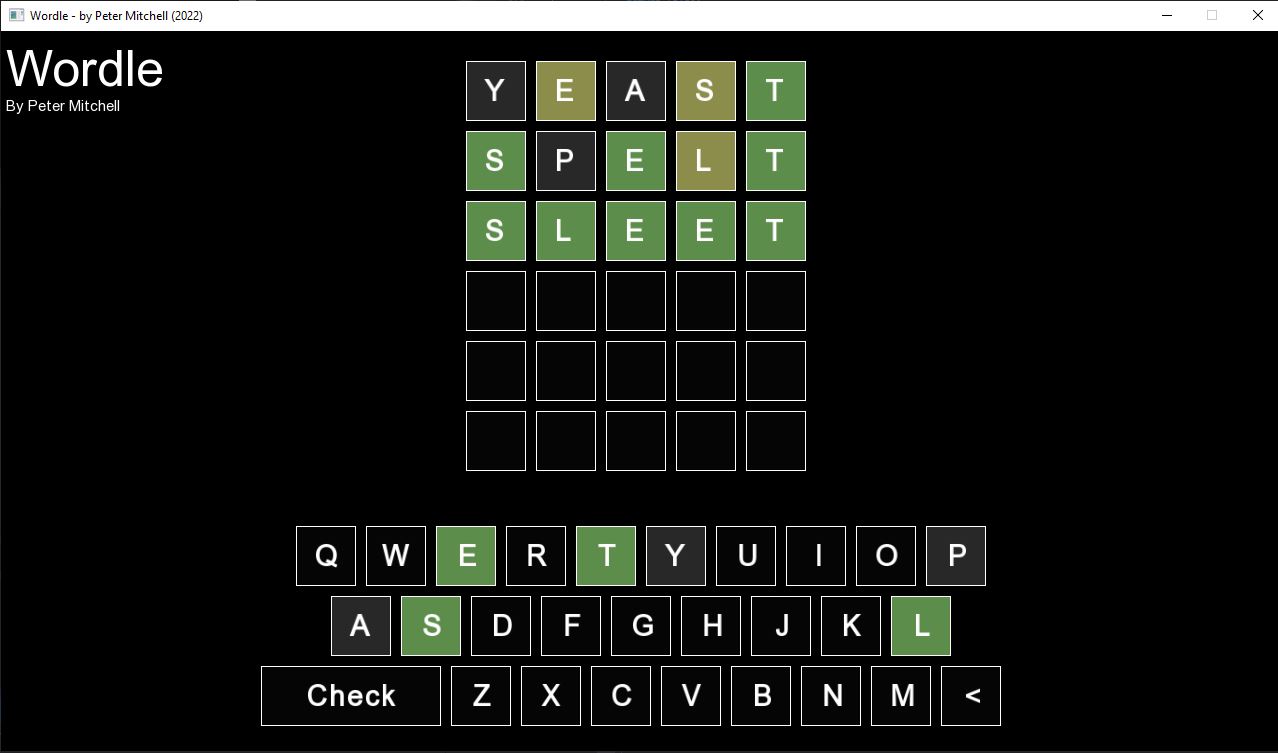 Wordle - by Peter Mitchell (2022)
Wordle
By Peter Mitchell
Y E A S T
S P E L T
S L E E T
Q W E R T Y U I O P
A S D F G H J K L
Check Z X C V B N M <